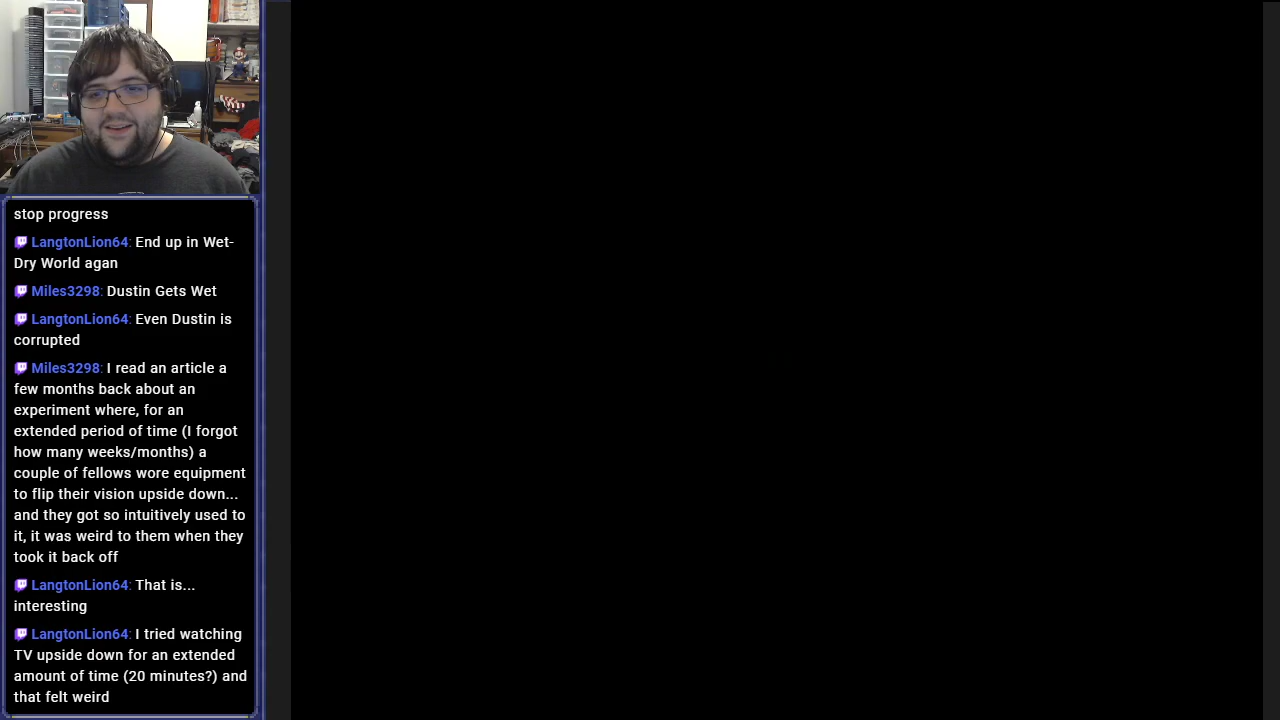 stop progress
LangtonLion64: End up in Wet-
Dry World agan
Miles3298: Dustin Gets Wet
LangtonLion64: Even Dustin is
corrupted
Miles3298: I read an article a
few months back about an
experiment where, for an
extended period of time (I forgot
how many weeks/months) a
couple of fellows wore equipment
to flip their vision upside down...
and they got so intuitively used to
it, it was weird to them when they
took it back off
LangtonLion64: That is...
interesting
LangtonLion64: I tried watching
TV upside down for an extended
amount of time (20 minutes?) and
that felt weird